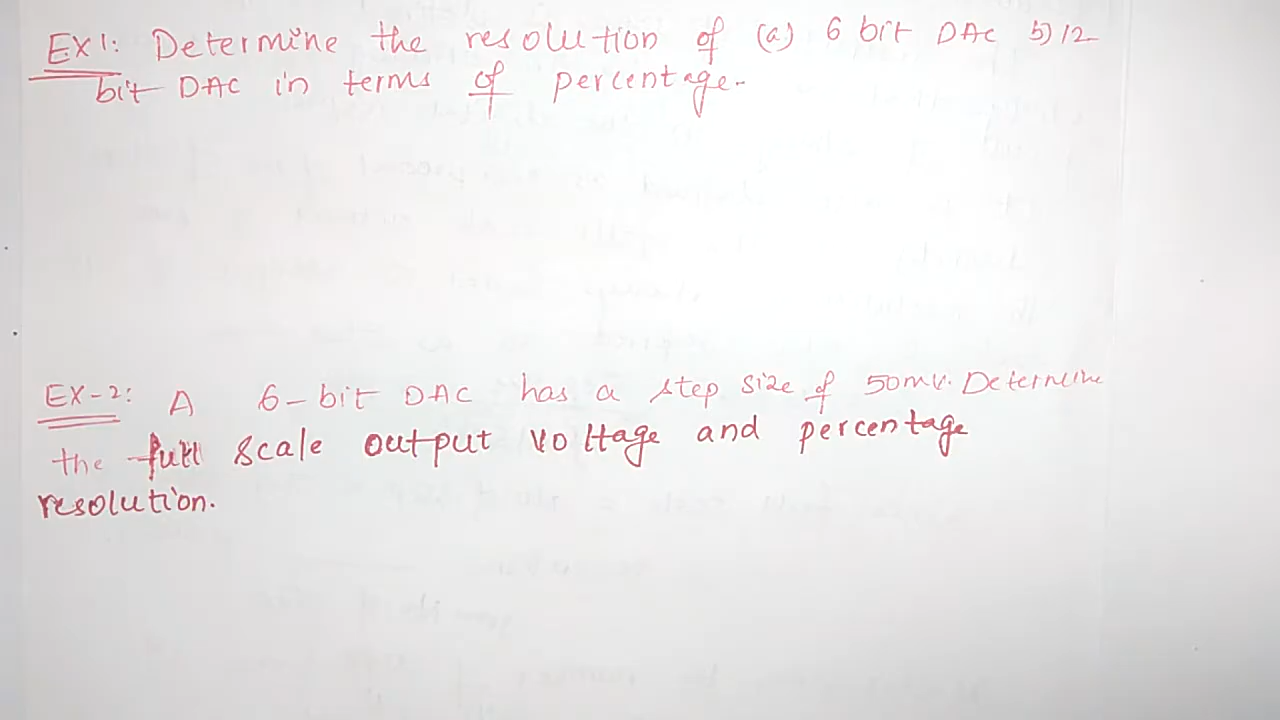 Ex1: Determine the resolution of (a) 6 bit DAC 5) 12
bit DAC in terms of percentage.
EX-2: A 6-bit DAC has a step size of 50mv. Determine
the full scale output voltage and percentage
resolution.